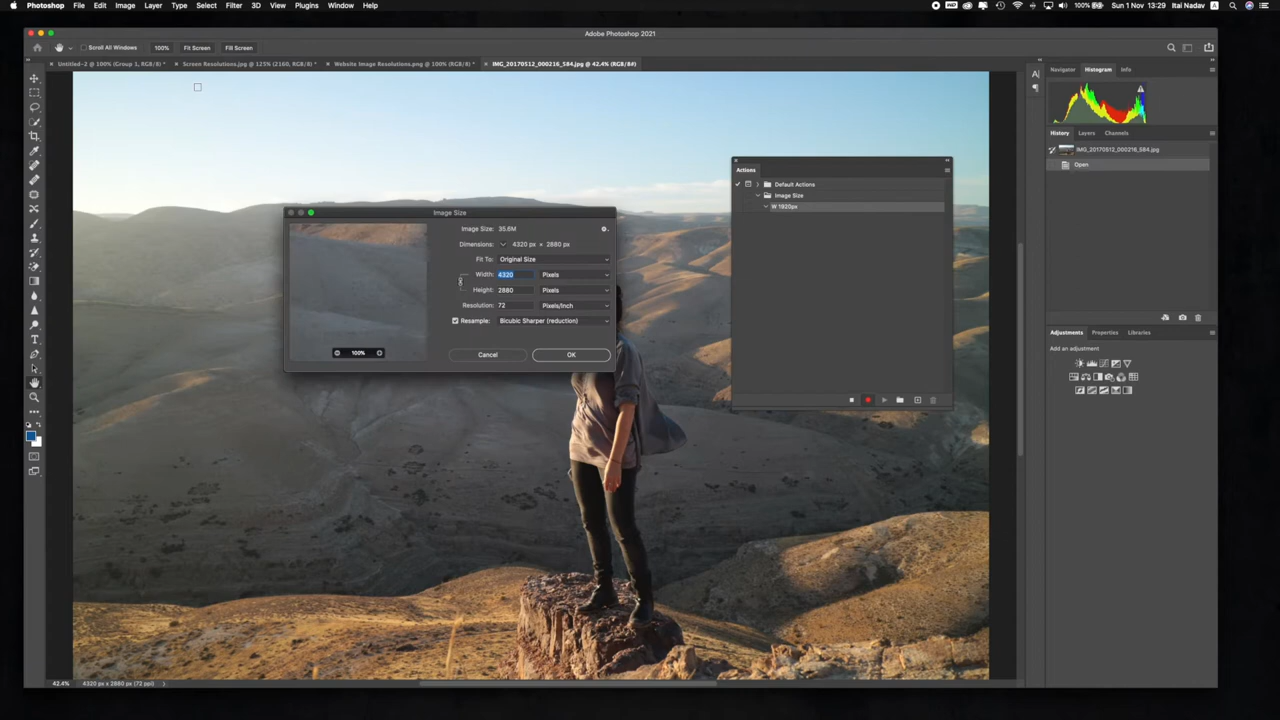 Photoshop File Edit Image Layer Type Select Filter 3D View Plugins Window Help 100% Sun 1 Nov 13:29 Itai Nadav
Adobe Photoshop 2021
Scroll All Windows 100% Fit Screen Fill Screen
Untitled-2 @ 100% (Group 1, RGB/8) * Screen Resolutions.jpg @ 125% (2160, RGB/8#) * Website Image Resolutions.png @ 100% (RGB/8#) * IMG_20170512_000216_584.jpg @ 42.4% (RGB/8#)
Navigator Histogram Info
History Layers Channels
IMG_20170512_000216_584.jpg
Open
Actions
Default Actions
Image Size
W 1920px
Image Size
Image Size: 35.6M
Dimensions: 4320 px × 2880 px
Fit To: Original Size
Width: 4320 Pixels
Height: 2880 Pixels
Resolution: 72 Pixels/Inch
Resample: Bicubic Sharper (reduction)
100%
Cancel OK
Adjustments Properties Libraries
Add an adjustment
42.4% 4320 px x 2880 px (72 ppi)